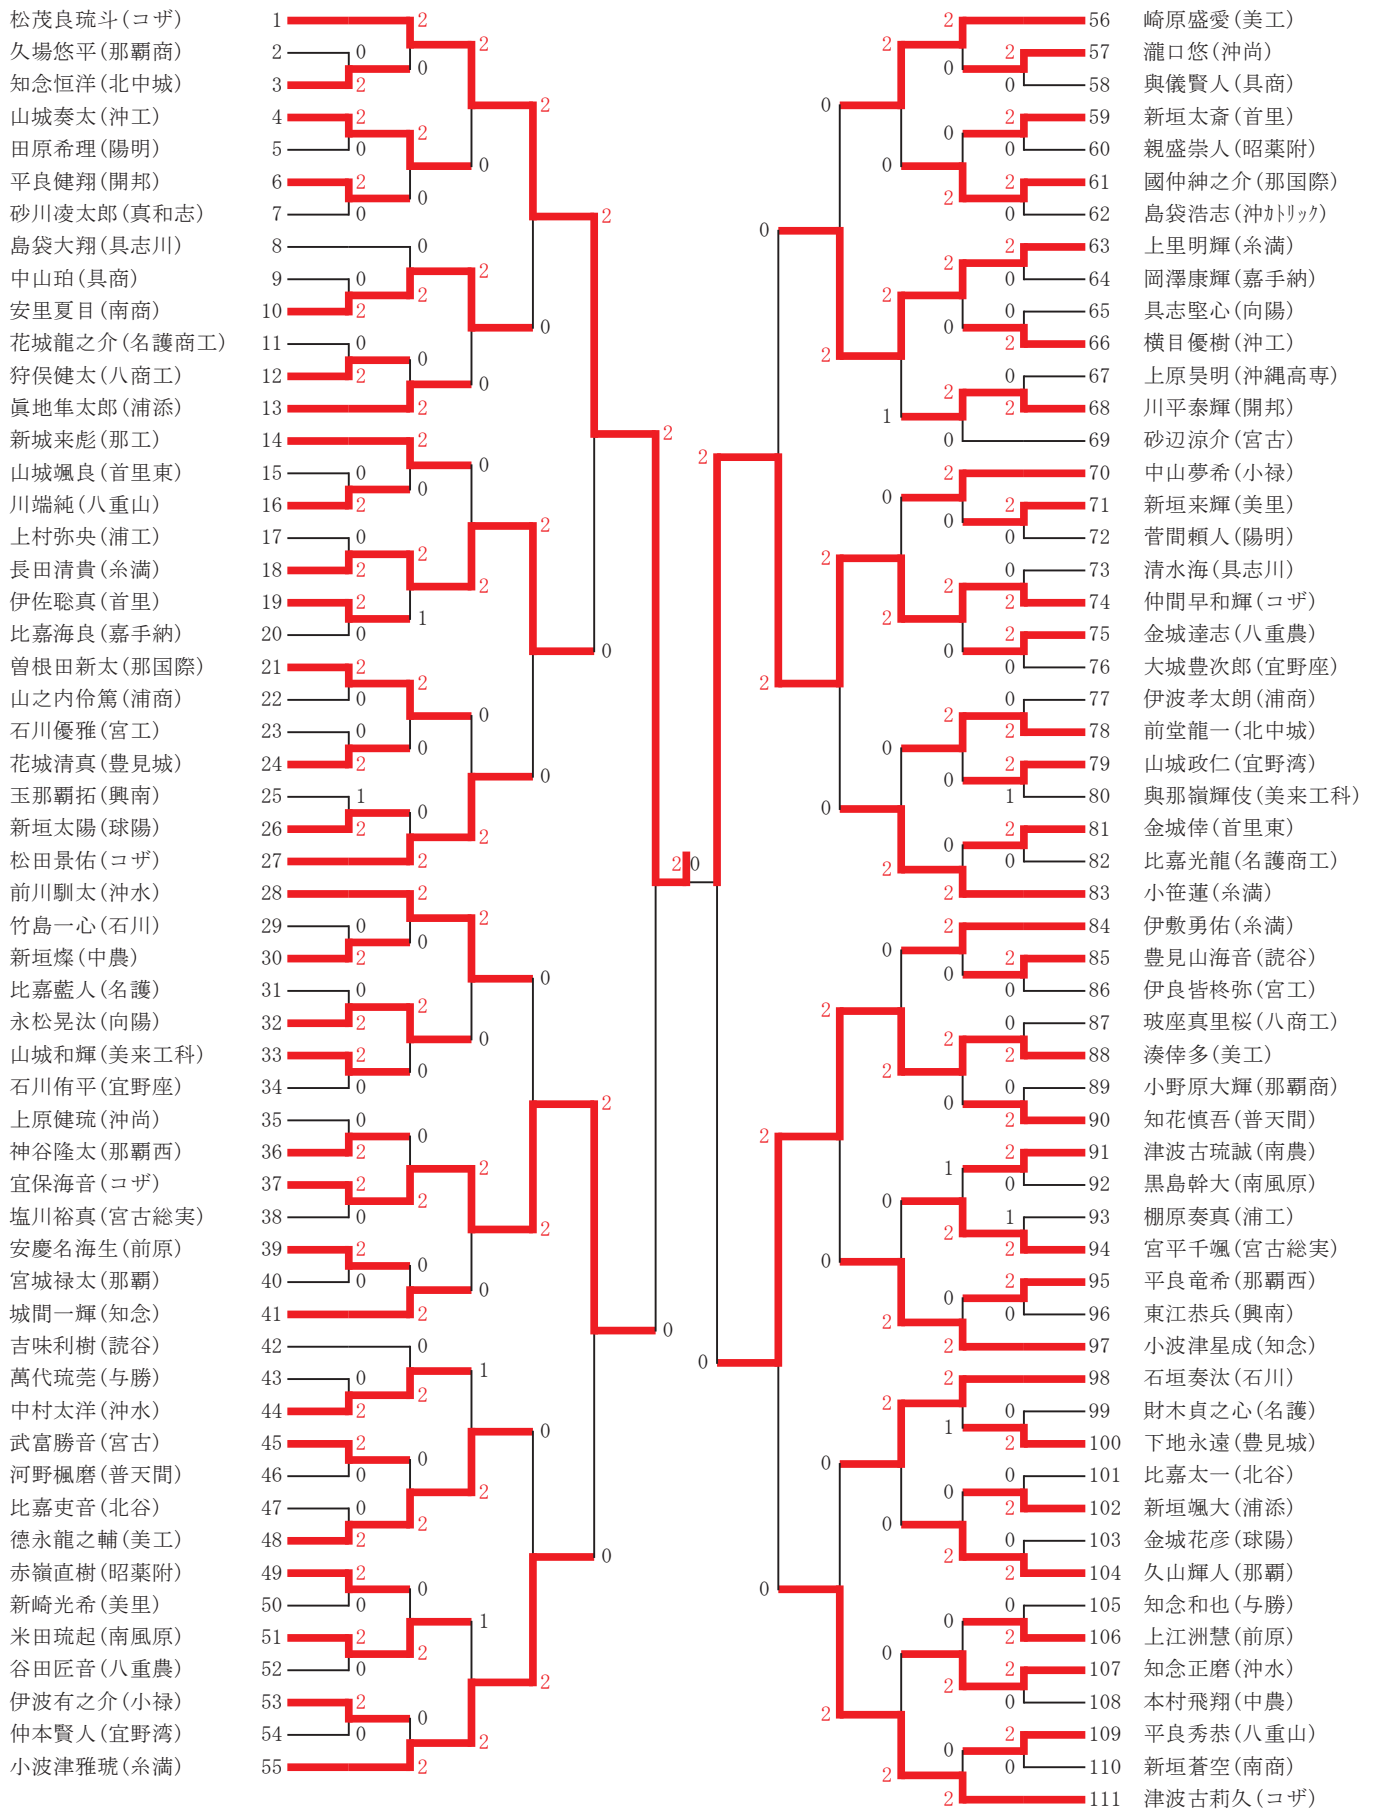 松茂良琉斗(コザ) 1
久場悠平(那覇商) 2
知念恒洋(北中城) 3
山城奏太(沖工) 4
田原希理(陽明) 5
平良健翔(開邦) 6
砂川凌太郎(真和志) 7
島袋大翔(具志川) 8
中山珀(具商) 9
安里夏目(南商) 10
花城龍之介(名護商工) 11
狩俣健太(八商工) 12
眞地隼太郎(浦添) 13
新城来彪(那工) 14
山城颯良(首里東) 15
川端純(八重山) 16
上村弥央(浦工) 17
長田清貴(糸満) 18
伊佐聡真(首里) 19
比嘉海良(嘉手納) 20
曽根田新太(那国際) 21
山之内伶篤(浦商) 22
石川優雅(宮工) 23
花城清真(豊見城) 24
玉那覇拓(興南) 25
新垣太陽(球陽) 26
松田景佑(コザ) 27
前川馴太(沖水) 28
竹島一心(石川) 29
新垣燦(中農) 30
比嘉藍人(名護) 31
永松晃汰(向陽) 32
山城和輝(美来工科) 33
石川侑平(宜野座) 34
上原健琉(沖尚) 35
神谷隆太(那覇西) 36
宜保海音(コザ) 37
塩川裕真(宮古総実) 38
安慶名海生(前原) 39
宮城禄太(那覇) 40
城間一輝(知念) 41
吉味利樹(読谷) 42
萬代琉莞(与勝) 43
中村太洋(沖水) 44
武富勝音(宮古) 45
河野楓磨(普天間) 46
比嘉吏音(北谷) 47
德永龍之輔(美工) 48
赤嶺直樹(昭薬附) 49
新崎光希(美里) 50
米田琉起(南風原) 51
谷田匠音(八重農) 52
伊波有之介(小禄) 53
仲本賢人(宜野湾) 54
小波津雅琥(糸満) 55
56 崎原盛愛(美工)
57 瀧口悠(沖尚)
58 與儀賢人(具商)
59 新垣太斎(首里)
60 親盛崇人(昭薬附)
61 國仲紳之介(那国際)
62 島袋浩志(沖ｶﾄﾘｯｸ)
63 上里明輝(糸満)
64 岡澤康輝(嘉手納)
65 具志堅心(向陽)
66 横目優樹(沖工)
67 上原昊明(沖縄高専)
68 川平泰輝(開邦)
69 砂辺涼介(宮古)
70 中山夢希(小禄)
71 新垣来輝(美里)
72 菅間頼人(陽明)
73 清水海(具志川)
74 仲間早和輝(コザ)
75 金城達志(八重農)
76 大城豊次郎(宜野座)
77 伊波孝太朗(浦商)
78 前堂龍一(北中城)
79 山城政仁(宜野湾)
80 與那嶺輝伎(美来工科)
81 金城倖(首里東)
82 比嘉光龍(名護商工)
83 小笹蓮(糸満)
84 伊敷勇佑(糸満)
85 豊見山海音(読谷)
86 伊良皆柊弥(宮工)
87 玻座真里桜(八商工)
88 湊倖多(美工)
89 小野原大輝(那覇商)
90 知花慎吾(普天間)
91 津波古琉誠(南農)
92 黒島幹大(南風原)
93 棚原奏真(浦工)
94 宮平千颯(宮古総実)
95 平良竜希(那覇西)
96 東江恭兵(興南)
97 小波津星成(知念)
98 石垣奏汰(石川)
99 財木貞之心(名護)
100 下地永遠(豊見城)
101 比嘉太一(北谷)
102 新垣颯大(浦添)
103 金城花彦(球陽)
104 久山輝人(那覇)
105 知念和也(与勝)
106 上江洲慧(前原)
107 知念正磨(沖水)
108 本村飛翔(中農)
109 平良秀恭(八重山)
110 新垣蒼空(南商)
111 津波古莉久(コザ)